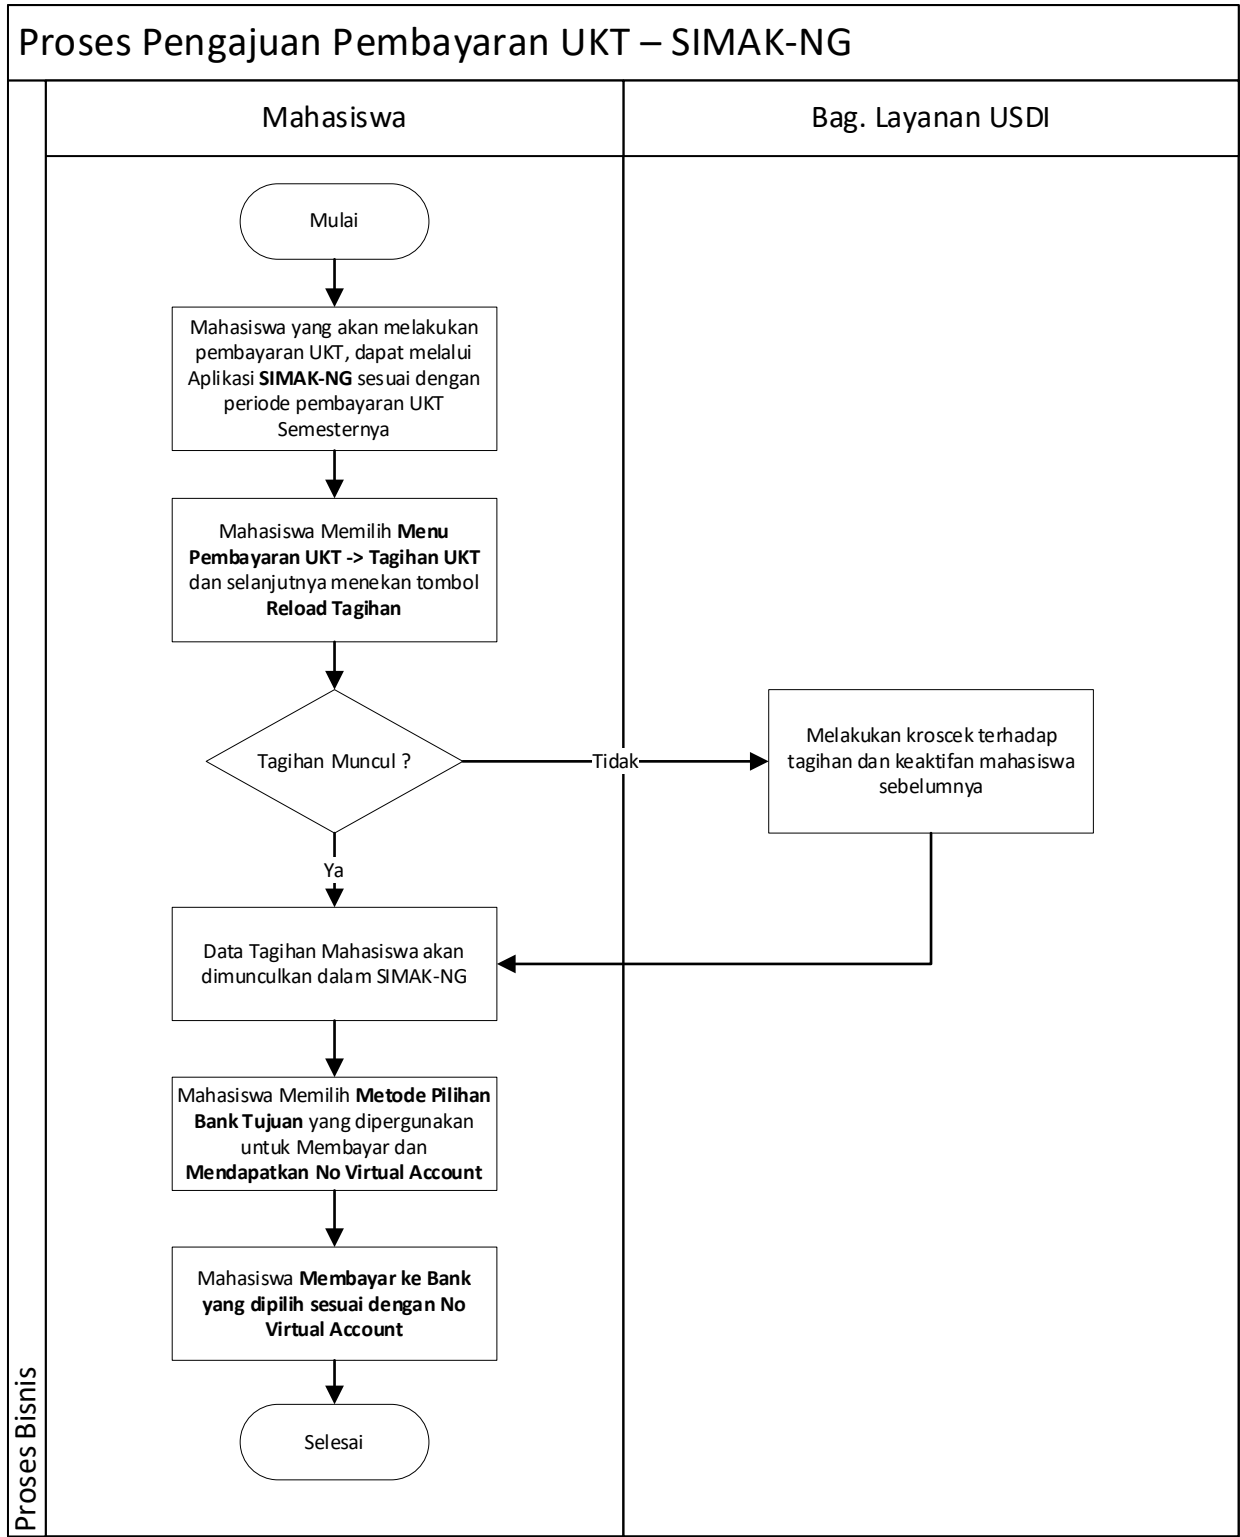 Proses Pengajuan Pembayaran UKT – SIMAK-NG
Mahasiswa
Bag. Layanan USDI
Proses Bisnis
Mulai
Mahasiswa yang akan melakukan
pembayaran UKT, dapat melalui
Aplikasi SIMAK-NG sesuai dengan
periode pembayaran UKT
Semesternya
Mahasiswa Memilih Menu
Pembayaran UKT -> Tagihan UKT
dan selanjutnya menekan tombol
Reload Tagihan
Tagihan Muncul ?
Tidak
Melakukan kroscek terhadap
tagihan dan keaktifan mahasiswa
sebelumnya
Ya
Data Tagihan Mahasiswa akan
dimunculkan dalam SIMAK-NG
Mahasiswa Memilih Metode Pilihan
Bank Tujuan yang dipergunakan
untuk Membayar dan
Mendapatkan No Virtual Account
Mahasiswa Membayar ke Bank
yang dipilih sesuai dengan No
Virtual Account
Selesai